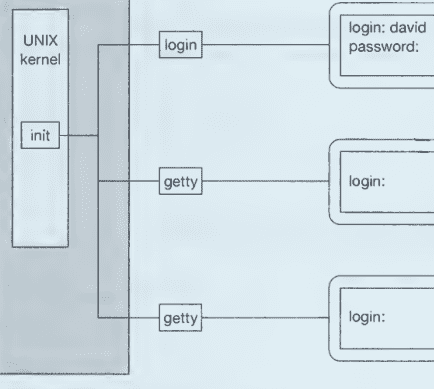 UNIX
kernel
init
login
login: david
password:
getty
login:
getty
login: